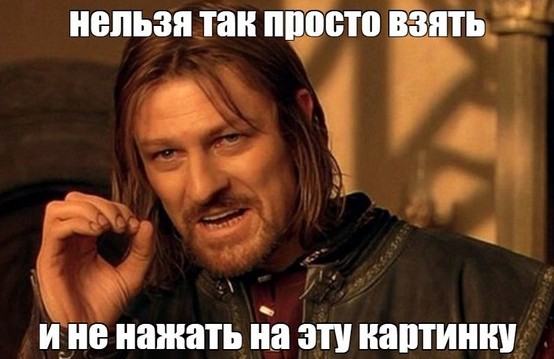 нельзя так просто взять
и не нажать на эту картинку